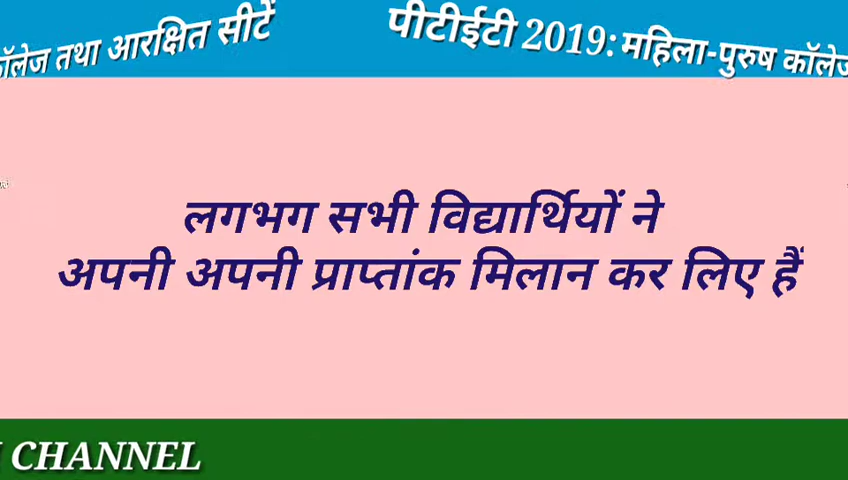 कॉलेज तथा आरक्षित सीटें
पीटीईटी 2019: महिला-पुरुष कॉलेज
लगभग सभी विद्यार्थियों ने
अपनी अपनी प्राप्तांक मिलान कर लिए हैं
CHANNEL